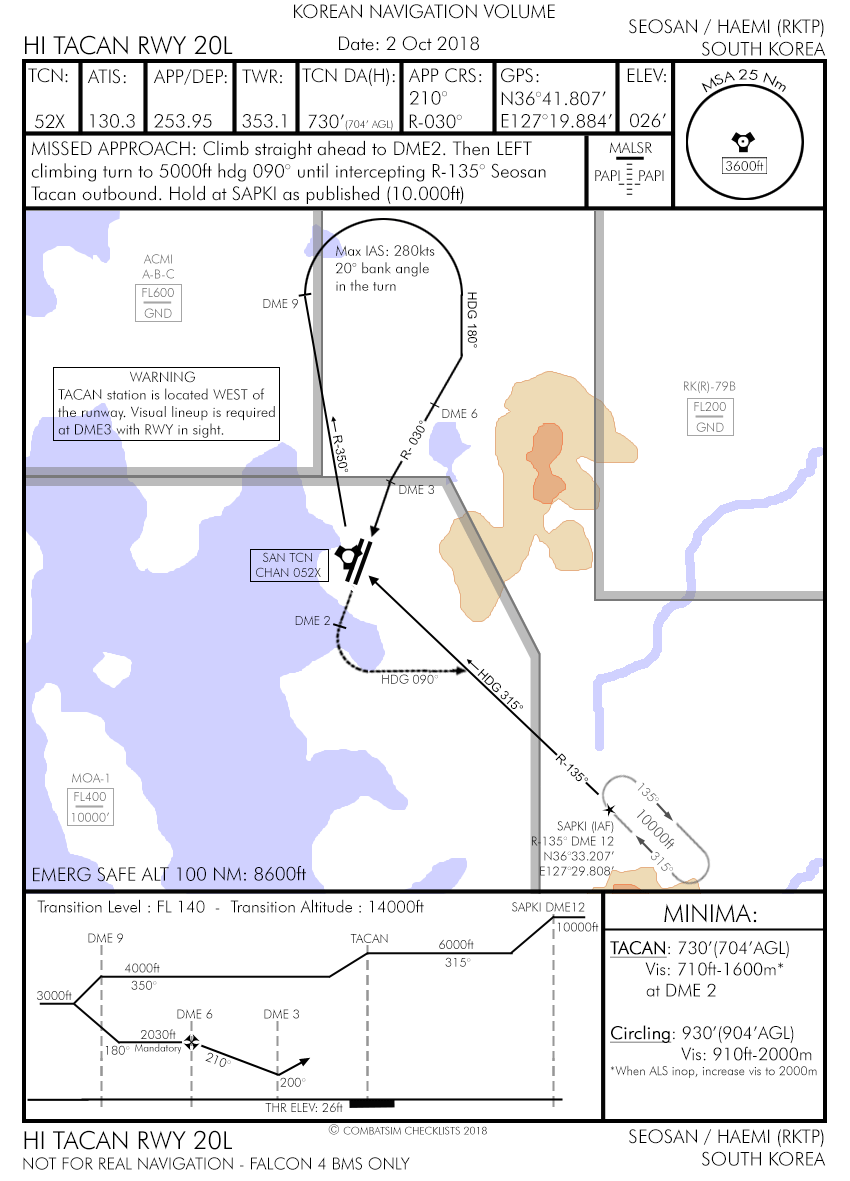 KOREAN NAVIGATION VOLUME
HI TACAN RWY 20L
Date: 2 Oct 2018
SEOSAN / HAEMI (RKTP)
SOUTH KOREA
TCN:
52X
ATIS:
130.3
APP/DEP:
253.95
TWR:
353.1
TCN DA(H):
730'(704' AGL)
APP CRS:
210°
R-030°
GPS:
N36°41.807'
E127°19.884'
ELEV:
026'
MSA 25 Nm
3600ft
MISSED APPROACH: Climb straight ahead to DME2. Then LEFT
climbing turn to 5000ft hdg 090° until intercepting R-135° Seosan
Tacan outbound. Hold at SAPKI as published (10.000ft)
MALSR
PAPI PAPI
ACMI
A-B-C
FL600
GND
Max IAS: 280kts
20° bank angle
in the turn
DME 9
HDG 180°
WARNING
TACAN station is located WEST of
the runway. Visual lineup is required
at DME3 with RWY in sight.
RK(R)-79B
FL200
GND
DME 6
R-350°
R- 030°
DME 3
SAN TCN
CHAN 052X
DME 2
HDG 090°
HDG 315°
R-135°
MOA-1
FL400
10000'
135°
10000ft
315°
SAPKI (IAF)
R-135° DME 12
N36°33.207'
E127°29.808'
EMERG SAFE ALT 100 NM: 8600ft
Transition Level : FL 140 - Transition Altitude : 14000ft
SAPKI DME12
10000ft
DME 9
TACAN
6000ft
315°
4000ft
350°
3000ft
DME 6
DME 3
2030ft
Mandatory
180°
210°
200°
THR ELEV: 26ft
MINIMA:
TACAN: 730'(704'AGL)
Vis: 710ft-1600m*
at DME 2
Circling: 930'(904'AGL)
Vis: 910ft-2000m
*When ALS inop, increase vis to 2000m
© COMBATSIM CHECKLISTS 2018
HI TACAN RWY 20L
NOT FOR REAL NAVIGATION - FALCON 4 BMS ONLY
SEOSAN / HAEMI (RKTP)
SOUTH KOREA